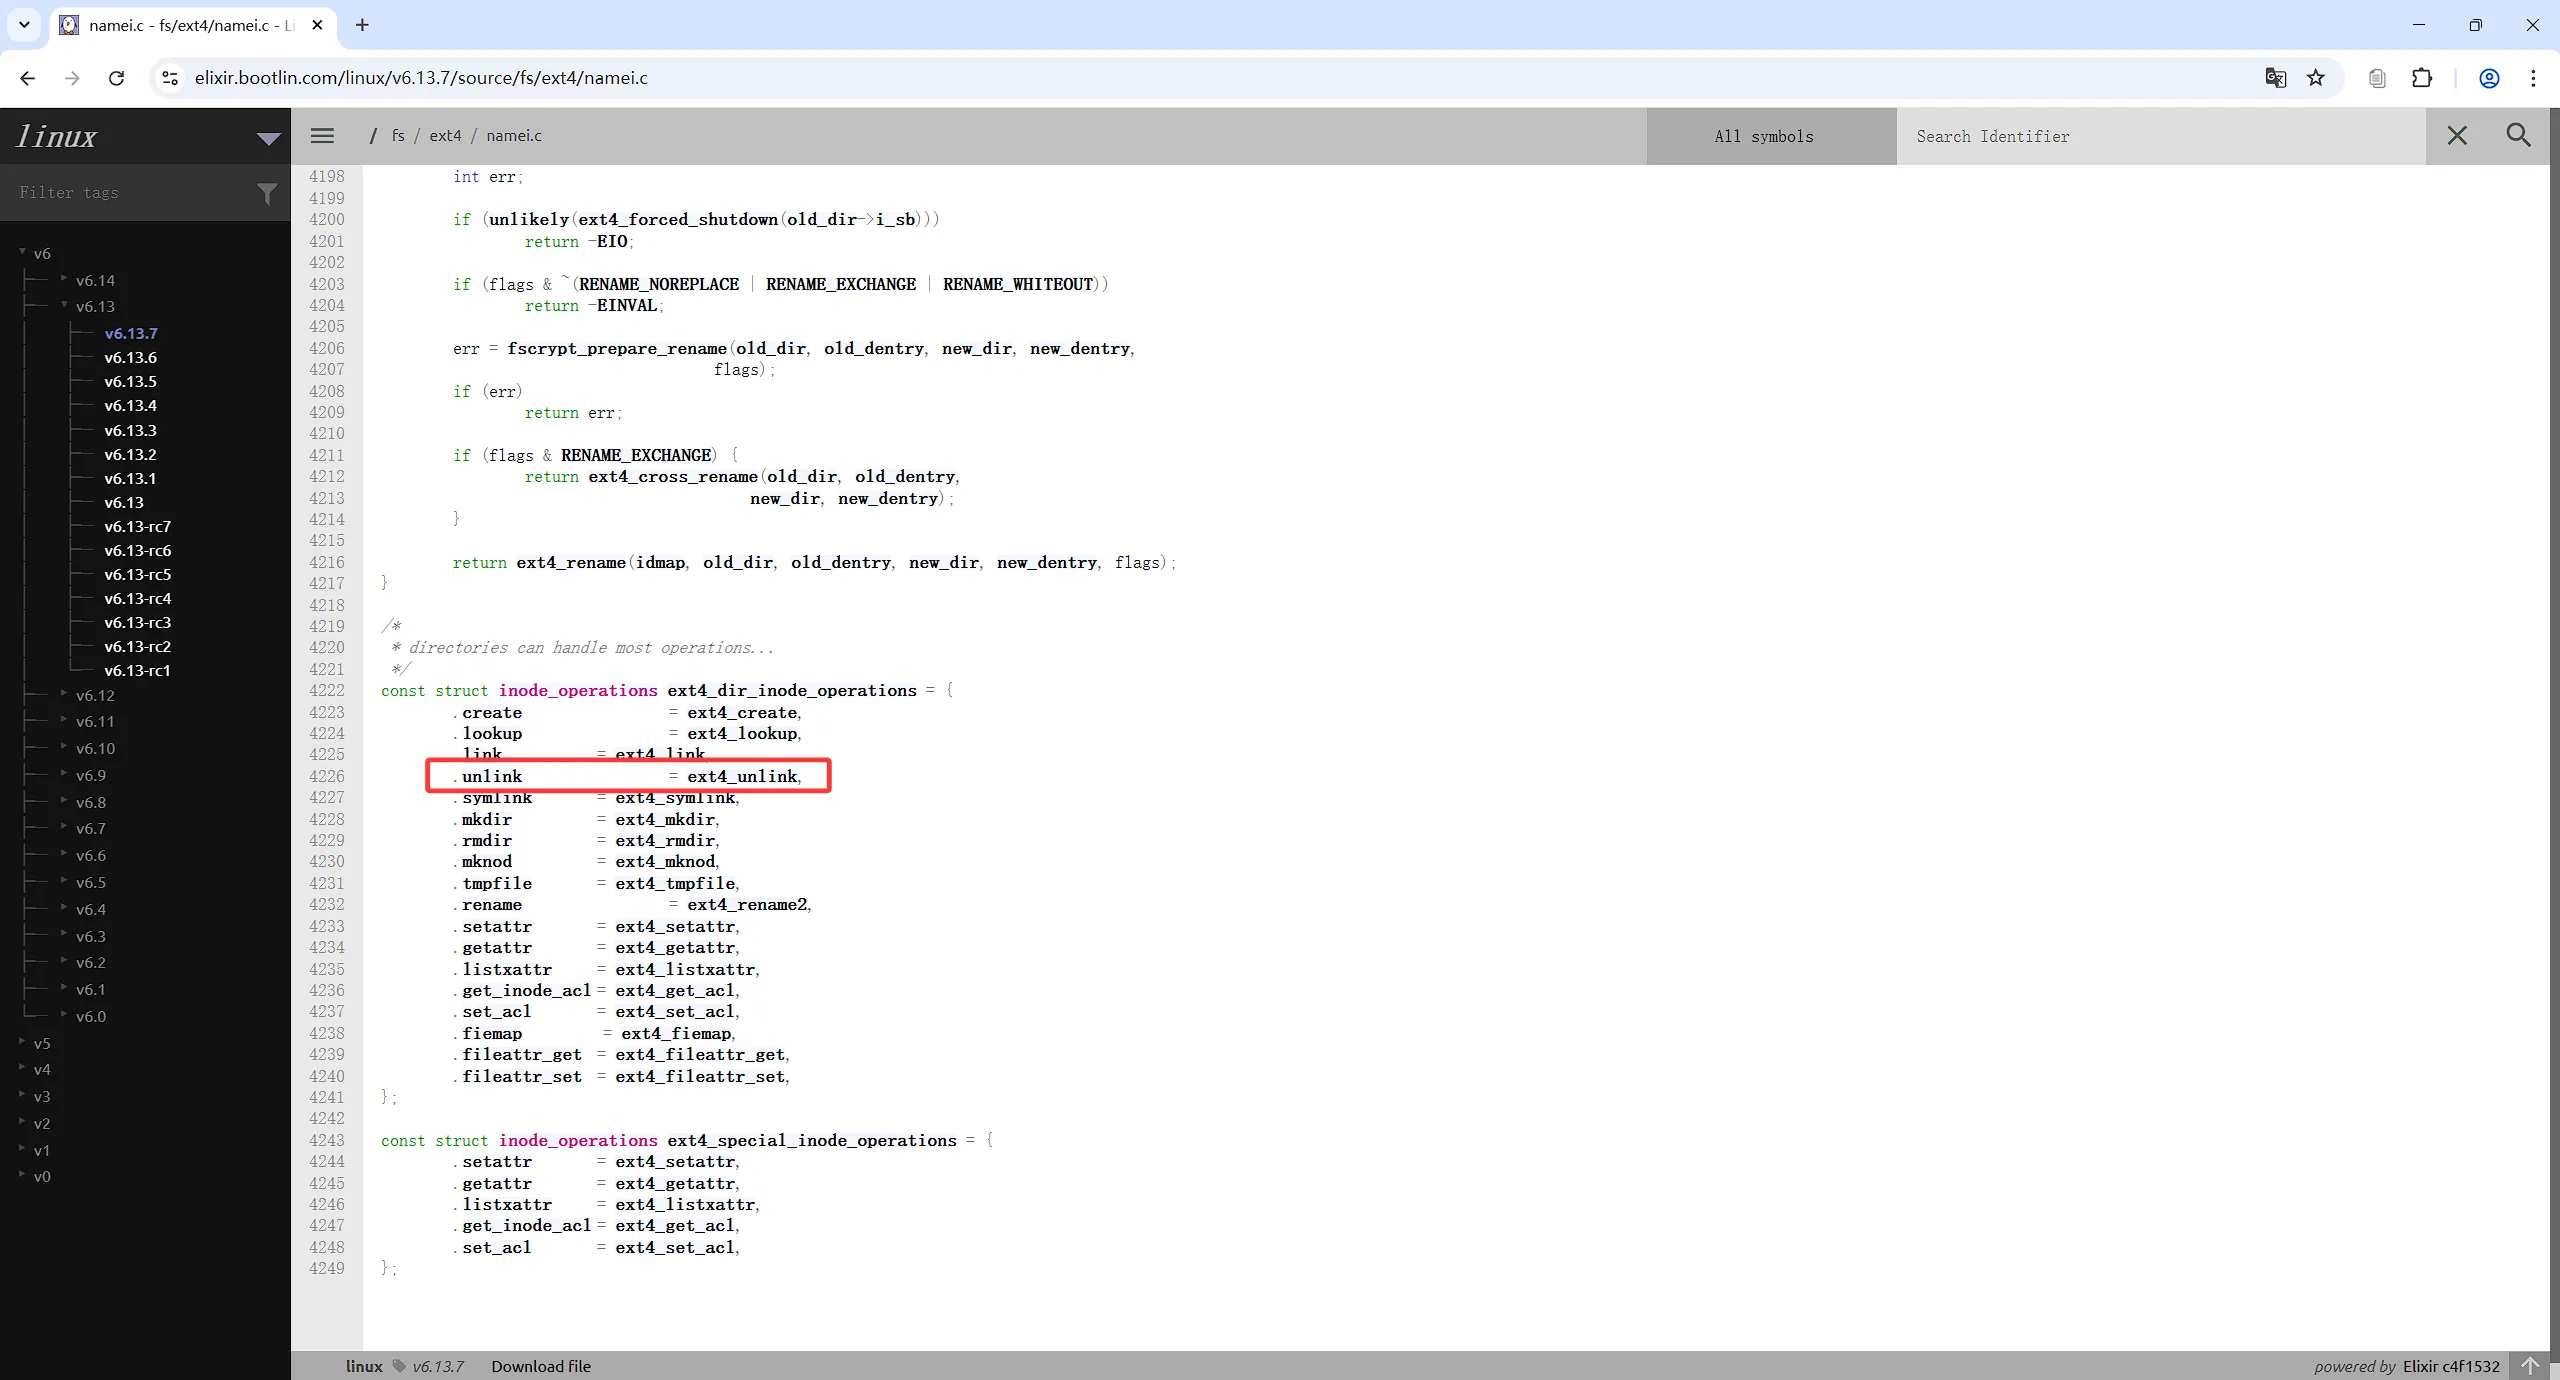 namei.c - fs/ext4/namei.c - Li
elixir.bootlin.com/linux/v6.13.7/source/fs/ext4/namei.c
linux
/ fs / ext4 / namei.c
All symbols
Search Identifier
Filter tags
v6
v6.14
v6.13
v6.13.7
v6.13.6
v6.13.5
v6.13.4
v6.13.3
v6.13.2
v6.13.1
v6.13
v6.13-rc7
v6.13-rc6
v6.13-rc5
v6.13-rc4
v6.13-rc3
v6.13-rc2
v6.13-rc1
v6.12
v6.11
v6.10
v6.9
v6.8
v6.7
v6.6
v6.5
v6.4
v6.3
v6.2
v6.1
v6.0
v5
v4
v3
v2
v1
v0
4198 int err;
4199
4200 if (unlikely(ext4_forced_shutdown(old_dir->i_sb)))
4201 return -EIO;
4202
4203 if (flags & ~(RENAME_NOREPLACE | RENAME_EXCHANGE | RENAME_WHITEOUT))
4204 return -EINVAL;
4205
4206 err = fscrypt_prepare_rename(old_dir, old_dentry, new_dir, new_dentry,
4207 flags);
4208 if (err)
4209 return err;
4210
4211 if (flags & RENAME_EXCHANGE) {
4212 return ext4_cross_rename(old_dir, old_dentry,
4213 new_dir, new_dentry);
4214 }
4215
4216 return ext4_rename(idmap, old_dir, old_dentry, new_dir, new_dentry, flags);
4217 }
4218
4219 /*
4220 * directories can handle most operations...
4221 */
4222 const struct inode_operations ext4_dir_inode_operations = {
4223 .create = ext4_create,
4224 .lookup = ext4_lookup,
4225 .link = ext4_link,
4226 .unlink = ext4_unlink,
4227 .symlink = ext4_symlink,
4228 .mkdir = ext4_mkdir,
4229 .rmdir = ext4_rmdir,
4230 .mknod = ext4_mknod,
4231 .tmpfile = ext4_tmpfile,
4232 .rename = ext4_rename2,
4233 .setattr = ext4_setattr,
4234 .getattr = ext4_getattr,
4235 .listxattr = ext4_listxattr,
4236 .get_inode_acl = ext4_get_acl,
4237 .set_acl = ext4_set_acl,
4238 .fiemap = ext4_fiemap,
4239 .fileattr_get = ext4_fileattr_get,
4240 .fileattr_set = ext4_fileattr_set,
4241 };
4242
4243 const struct inode_operations ext4_special_inode_operations = {
4244 .setattr = ext4_setattr,
4245 .getattr = ext4_getattr,
4246 .listxattr = ext4_listxattr,
4247 .get_inode_acl = ext4_get_acl,
4248 .set_acl = ext4_set_acl,
4249 };
linux v6.13.7 Download file
powered by Elixir c4f1532